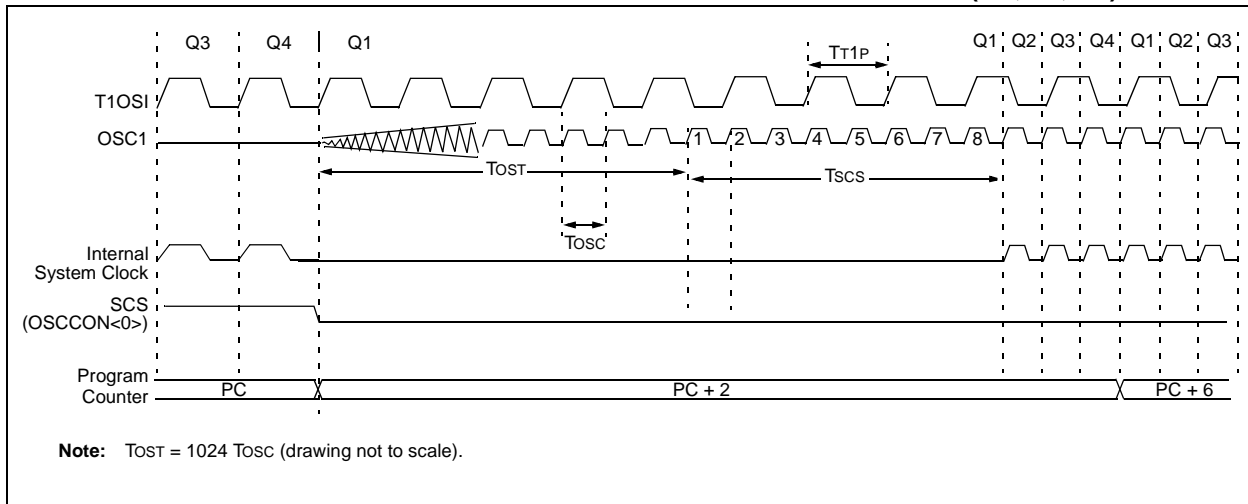 Q3 Q4 Q1 Q1 Q2 Q3 Q4 Q1 Q2 Q3
TT1P
T1OSI
OSC1
1 2 3 4 5 6 7 8
TOST
TSCS
TOSC
Internal
System Clock
SCS
(OSCCON<0>)
Program
Counter
PC PC + 2 PC + 6
Note: TOST = 1024 TOSC (drawing not to scale).